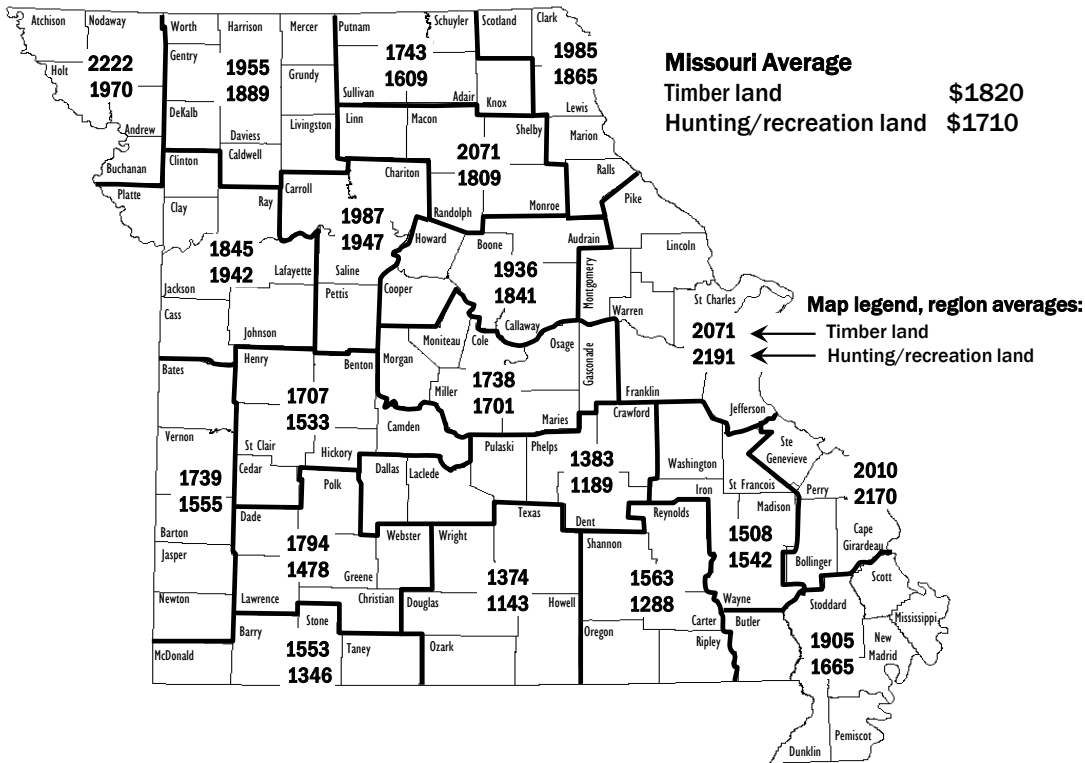 Atchison Nodaway Worth Harrison Mercer Putnam Schuyler Scotland Clark
Gentry
Holt
2222
1970
1955
1889
Grundy
1743
1609
1985
1865
Sullivan Adair Knox Lewis
DeKalb
Andrew
Daviess
Livingston
Linn Macon Shelby Marion
Buchanan
Clinton Caldwell
Platte
Clay
Ray
Carroll
Chariton
2071
1809
Ralls
Randolph Monroe
Pike
1987
1947
Howard Boone Audrain
Lincoln
1845
1942
Lafayette
Saline
Jackson
Cass
Johnson
Pettis
Cooper
1936
1841
Callaway
Montgomery
Warren
St Charles
2071
2191
Moniteau Cole Osage
Gasconade
Franklin
Jefferson
Bates
Henry
Benton
Morgan
Miller
1738
1701
Maries
1707
1533
Camden
Crawford
Vernon
St Clair
Hickory
Cedar
Dallas Laclede
Pulaski Phelps
1383
1189
Washington
St Francois
Ste
Genevieve
Perry
2010
2170
Cape
Girardeau
Bollinger
1739
1555
Barton
Polk
Dade
Texas
Dent
Iron
Reynolds
Madison
1508
1542
Wayne
Jasper
Newton
McDonald
1794
1478
Greene
Webster Wright
Lawrence
Christian
Douglas
1374
1143
Howell
Shannon
1563
1288
Carter
Ripley
Butler
Stoddard
Scott
Mississippi
New
Madrid
1905
1665
Barry
Stone
1553
1346
Taney
Ozark
Oregon
Dunklin
Pemiscot
Missouri Average
Timber land $1820
Hunting/recreation land $1710
Map legend, region averages:
Timber land
Hunting/recreation land